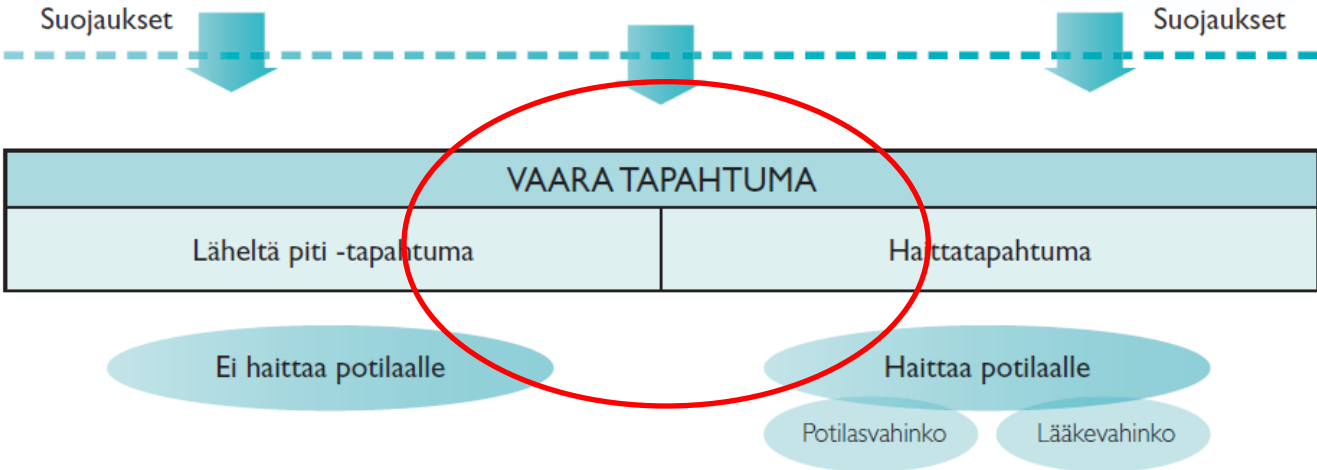 Suojaukset
Suojaukset
VAARA TAPAHTUMA
Läheltä piti -tapahtuma
Haittatapahtuma
Ei haittaa potilaalle
Haittaa potilaalle
Potilasvahinko
Lääkevahinko